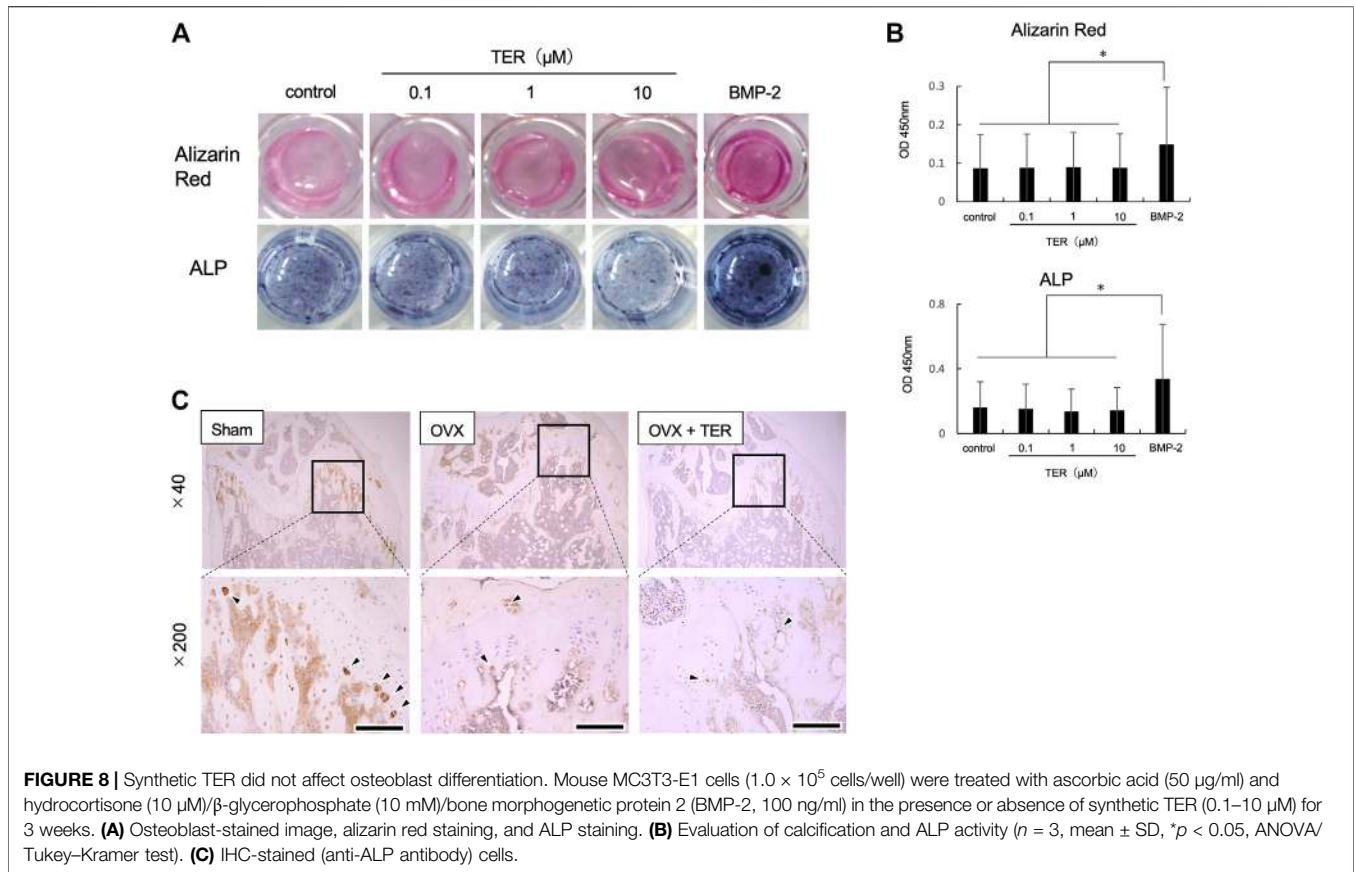 A
TER (µM)
control 0.1 1 10 BMP-2
Alizarin
Red
ALP
B
Alizarin Red
*
0.3
0.2
0.1
0
OD 450nm
control 0.1 1 10 BMP-2
TER (µM)
ALP
*
0.8
0.4
0
OD 450nm
control 0.1 1 10 BMP-2
TER (µM)
C
Sham OVX OVX + TER
×40
×200
FIGURE 8 | Synthetic TER did not affect osteoblast differentiation. Mouse MC3T3-E1 cells (1.0 × 10⁵ cells/well) were treated with ascorbic acid (50 µg/ml) and
hydrocortisone (10 µM)/β-glycerophosphate (10 mM)/bone morphogenetic protein 2 (BMP-2, 100 ng/ml) in the presence or absence of synthetic TER (0.1–10 µM) for
3 weeks. (A) Osteoblast-stained image, alizarin red staining, and ALP staining. (B) Evaluation of calcification and ALP activity (n = 3, mean ± SD, *p < 0.05, ANOVA/
Tukey–Kramer test). (C) IHC-stained (anti-ALP antibody) cells.